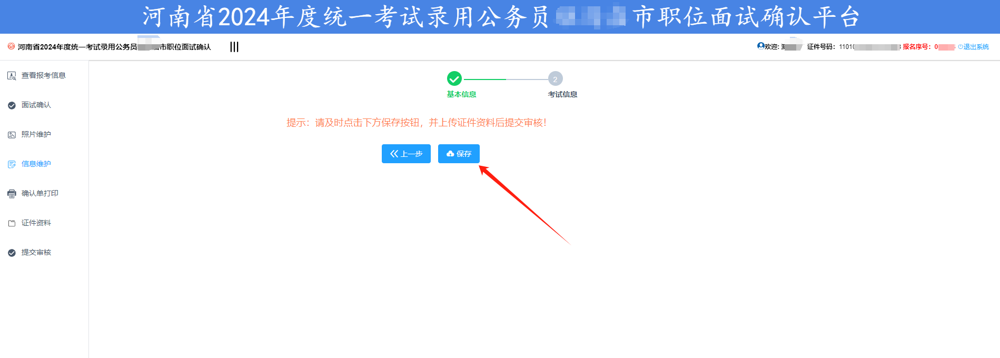 河南省2024年度统一考试录用公务员 市职位面试确认平台
河南省2024年度统一考试录用公务员 市职位面试确认
欢迎: 证件号码: 1101 报名序号: 0 退出系统
查看报考信息
面试确认
照片维护
信息维护
确认单打印
证件资料
提交审核
2
基本信息 考试信息
提示：请及时点击下方保存按钮，并上传证件资料后提交审核！
上一步 保存